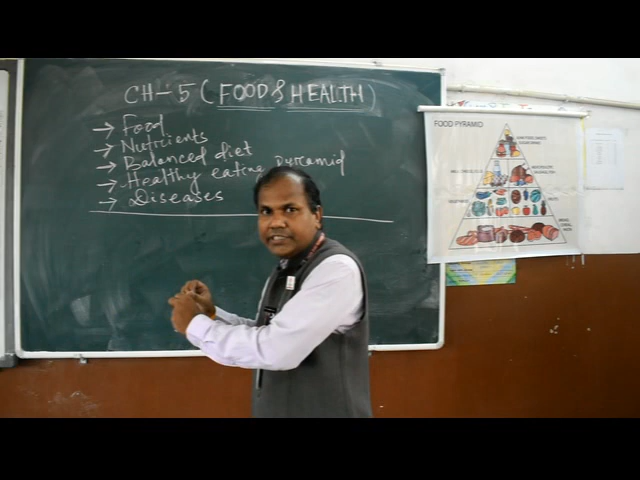 CH-5 (FOOD & HEALTH)
→ Food
→ Nutrients
→ Balanced diet
→ Healthy eating pyramid
→ Diseases
FOOD PYRAMID